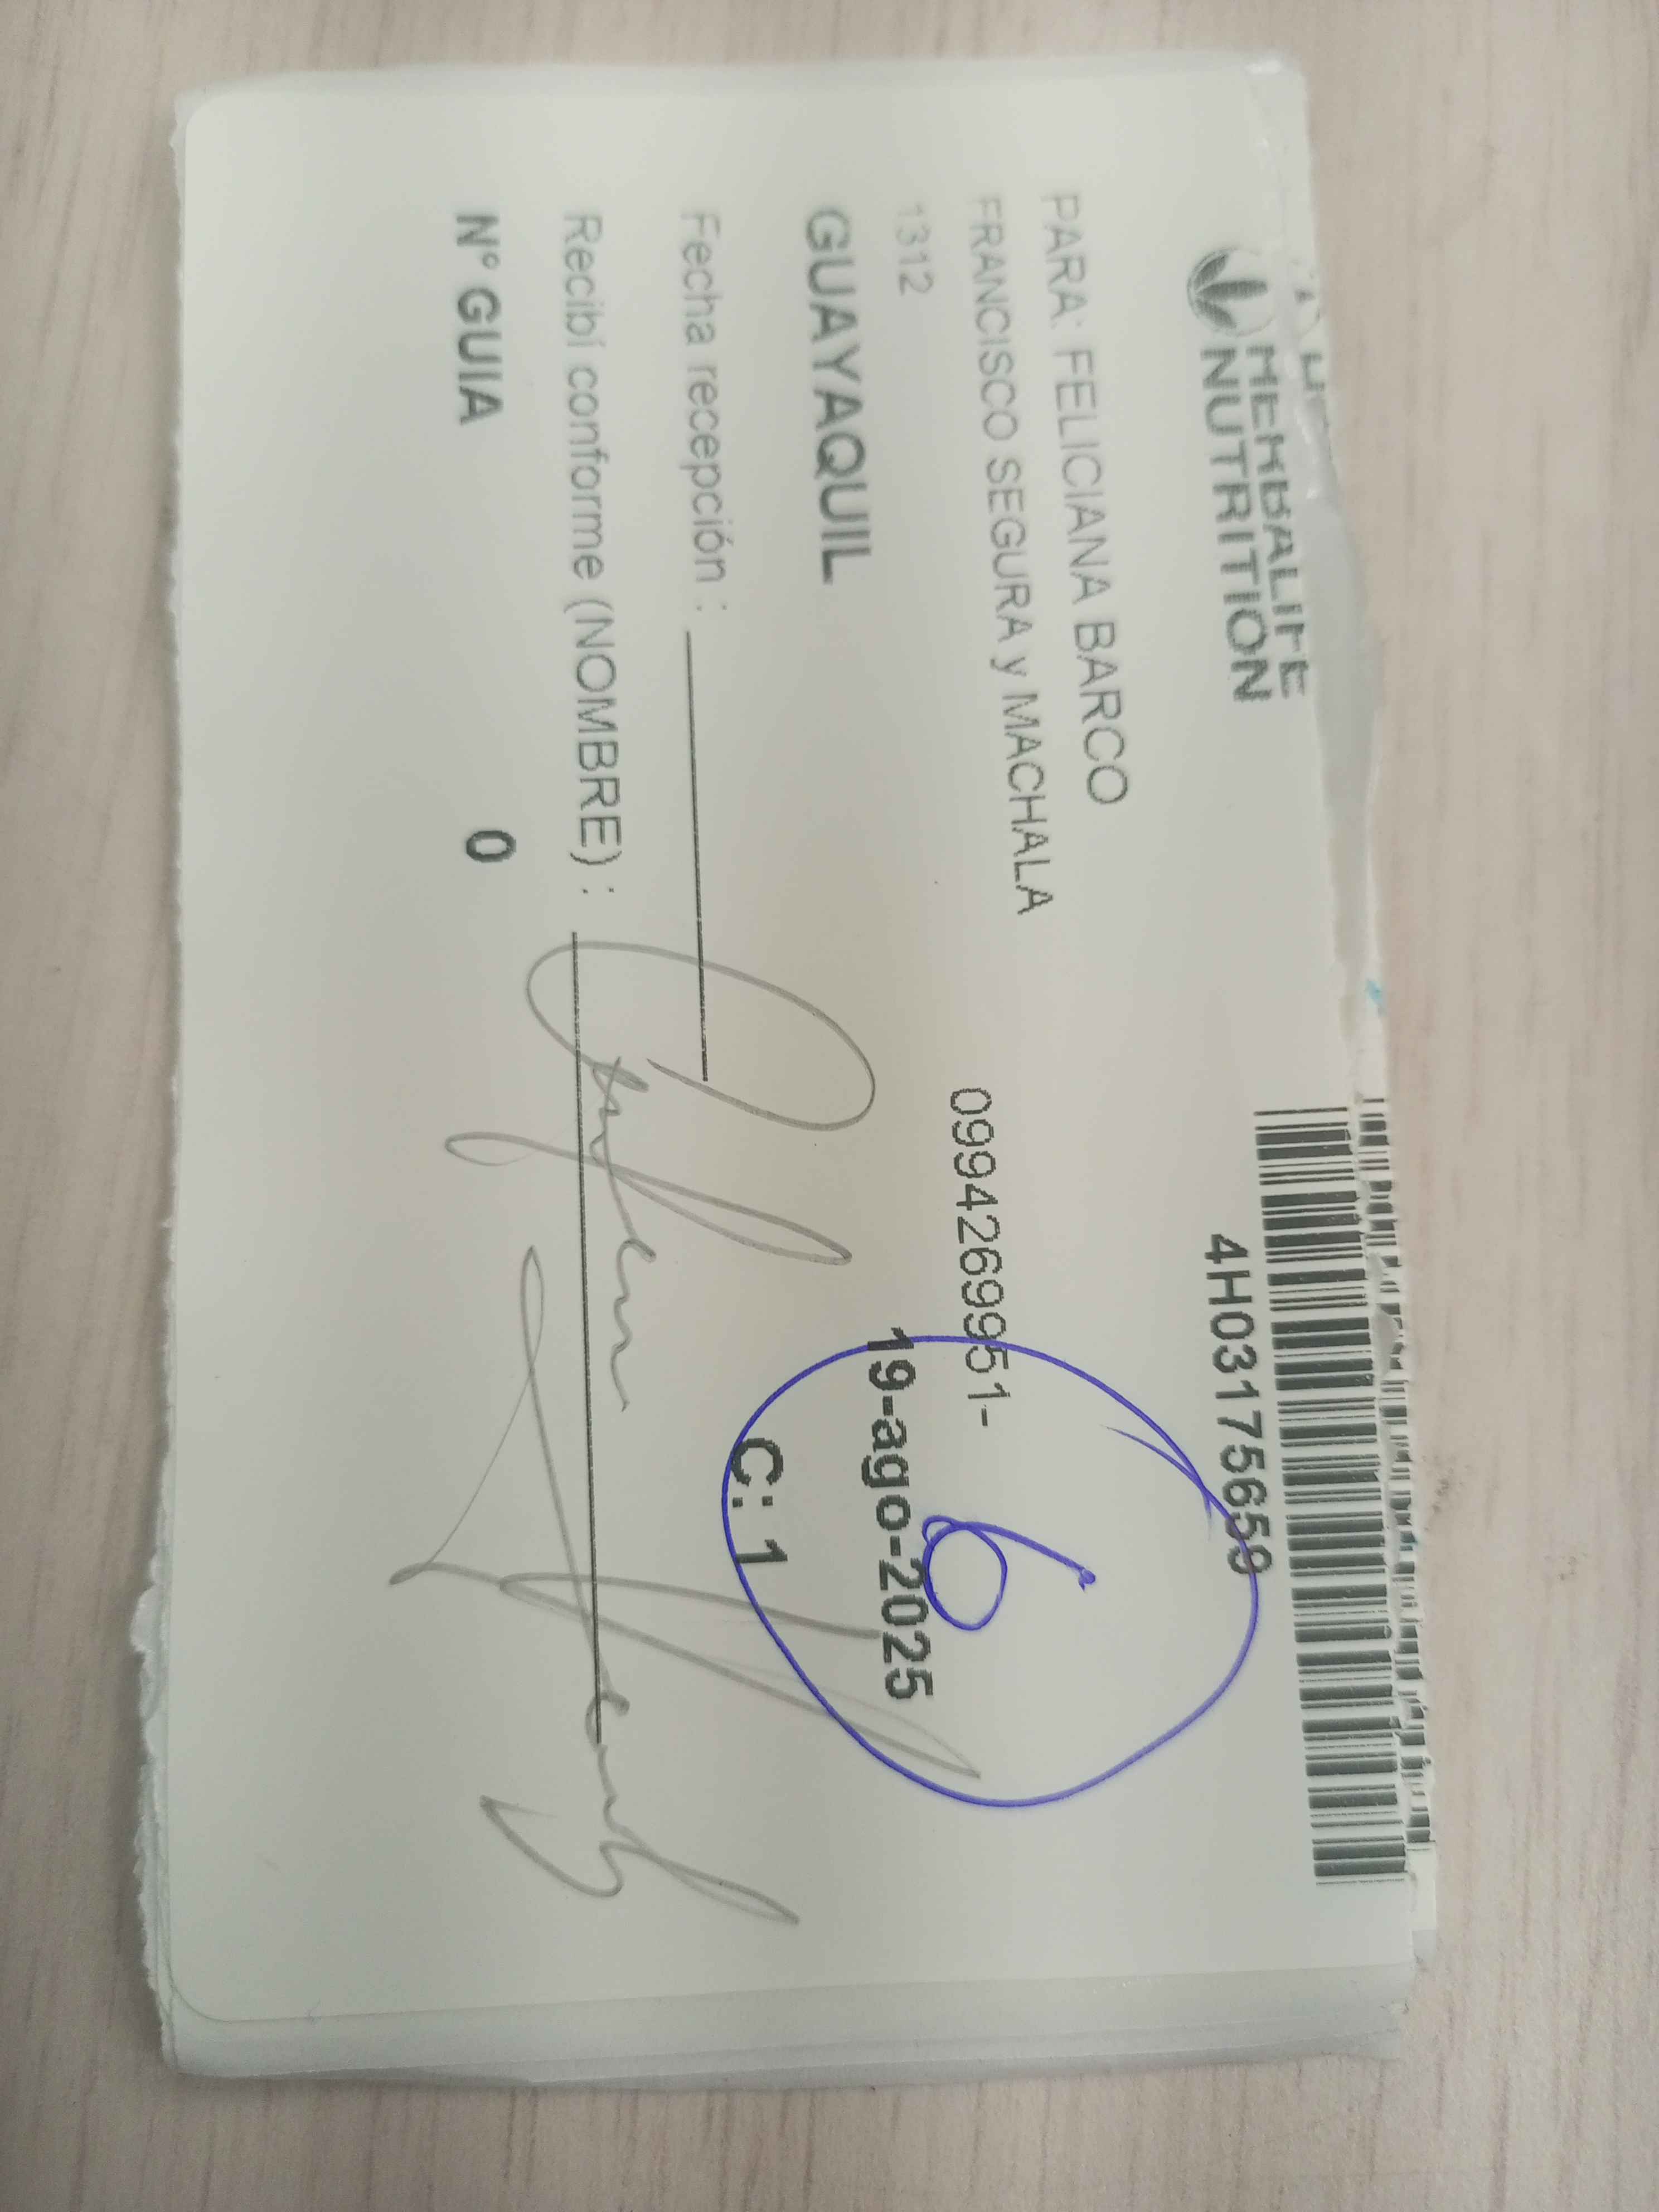 HERBALIFE
NUTRITION
4H03175659
PARA: FELICIANA BARCO
FRANCISCO SEGURA y MACHALA
0994269951-
1312
6
19-ago-2025
GUAYAQUIL
C: 1
Fecha recepción :
Recibí conforme (NOMBRE) :
N° GUIA 0